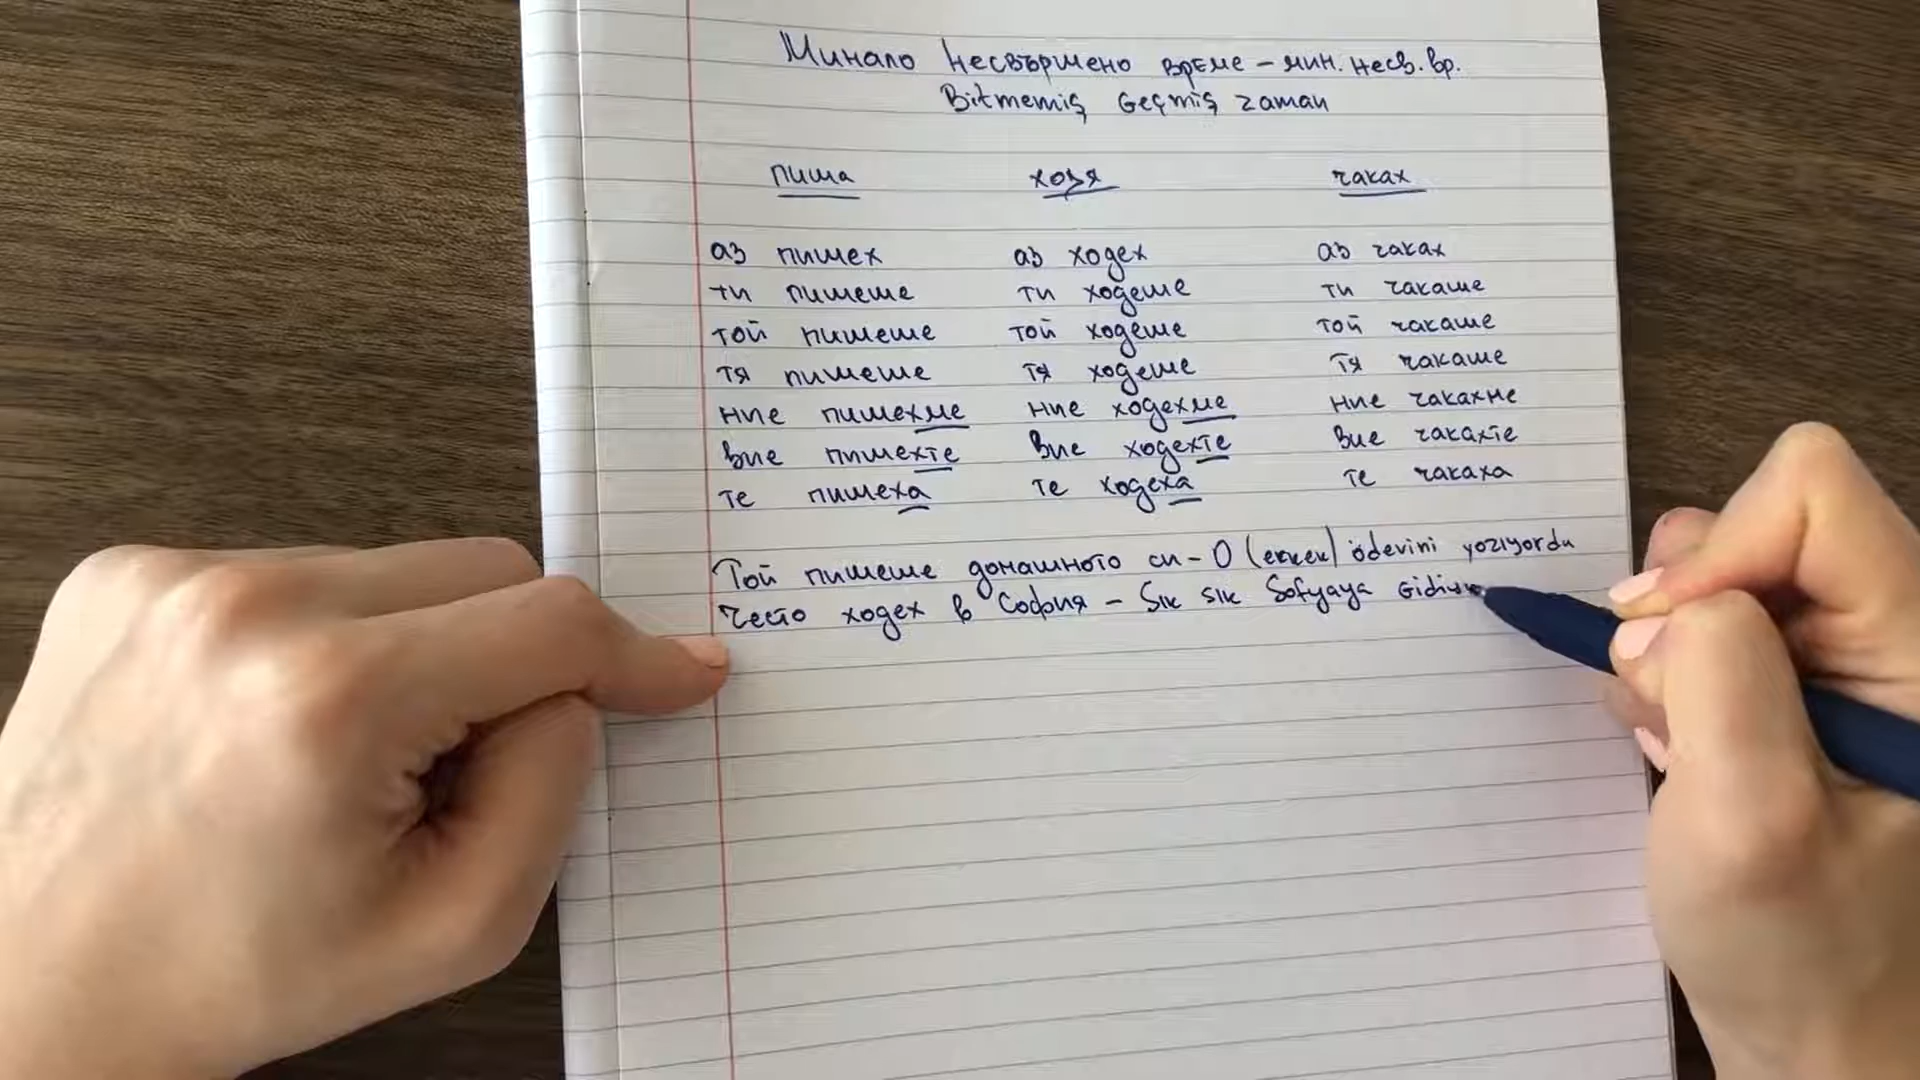 Минало несвършено време – мин. несв. вр.
Bitmemiş Geçmiş zaman
пиша ходя чаках
аз пишех аз ходех аз чаках
ти пишеше ти ходеше ти чакаше
той пишеше той ходеше той чакаше
тя пишеше тя ходеше тя чакаше
ние пишехме ние ходехме ние чакахме
вие пишехте вие ходехте вие чакахте
те пишеха те ходеха те чакаха
Той пишеше домашното си – O (erkek) ödevini yazıyordu
Често ходех в София – Sık sık Sofyaya